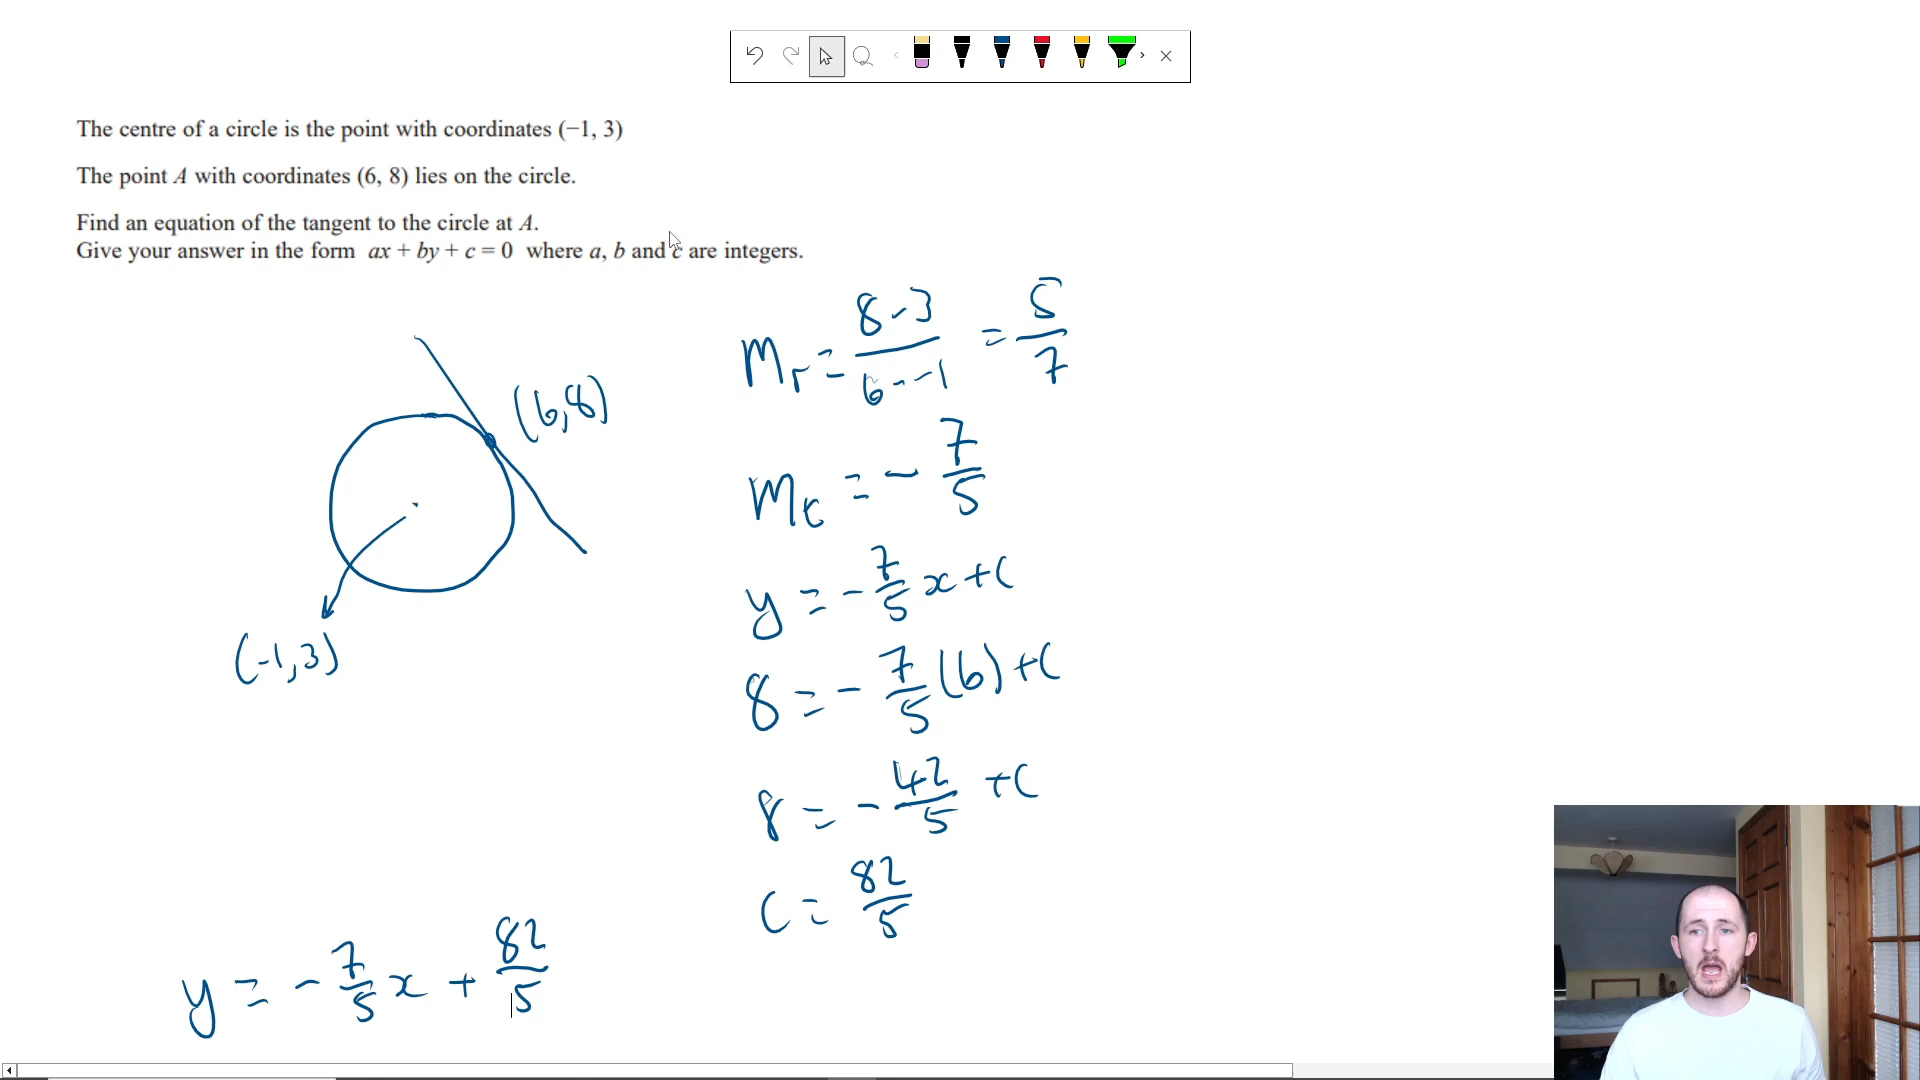 The centre of a circle is the point with coordinates (−1, 3)
The point A with coordinates (6, 8) lies on the circle.
Find an equation of the tangent to the circle at A.
Give your answer in the form ax + by + c = 0 where a, b and c are integers.
(6,8)
(-1,3)
m_r = (8-3)/(6--1) = 5/7
m_t = -7/5
y = -7/5 x + c
8 = -7/5 (6) + c
8 = -42/5 + c
c = 82/5
y = -7/5 x + 82/5